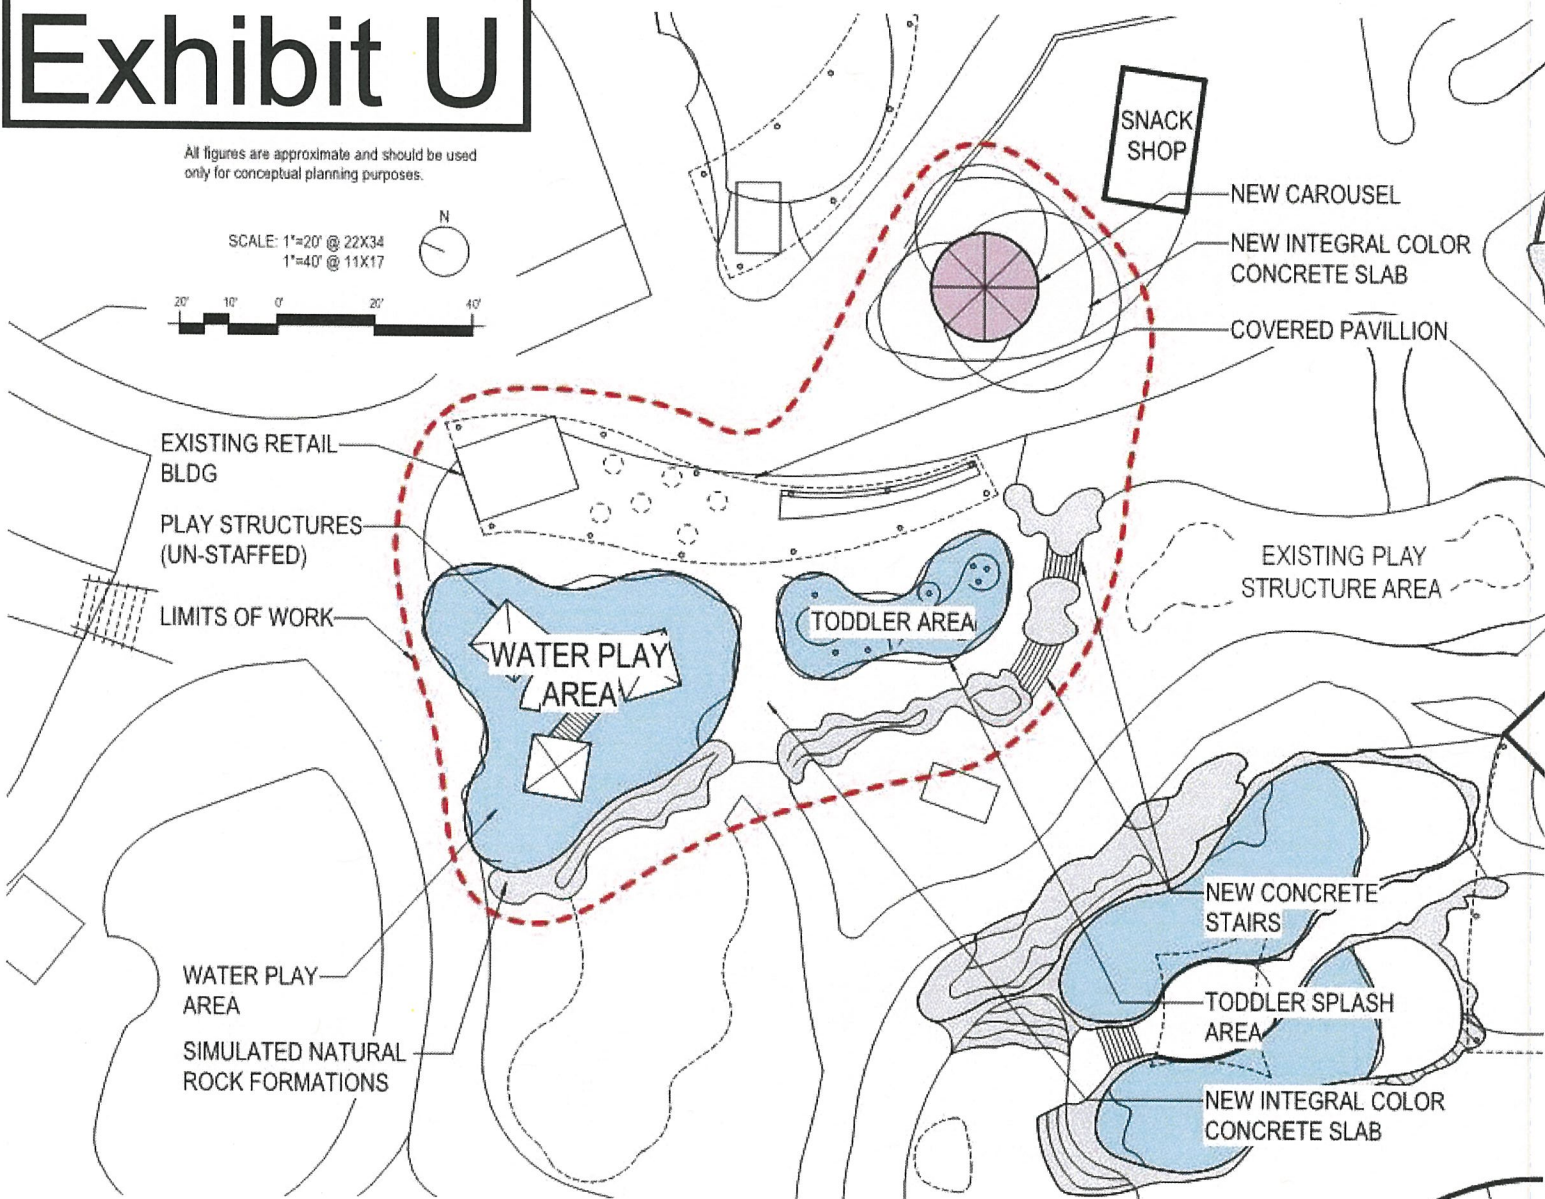 Exhibit U
All figures are approximate and should be used
only for conceptual planning purposes.
N
SCALE: 1"=20' @ 22X34
1"=40' @ 11X17
20' 10' 0' 20' 40'
SNACK
SHOP
NEW CAROUSEL
NEW INTEGRAL COLOR
CONCRETE SLAB
COVERED PAVILLION
EXISTING RETAIL
BLDG
PLAY STRUCTURES
(UN-STAFFED)
LIMITS OF WORK
WATER PLAY
AREA
TODDLER AREA
EXISTING PLAY
STRUCTURE AREA
WATER PLAY
AREA
SIMULATED NATURAL
ROCK FORMATIONS
NEW CONCRETE
STAIRS
TODDLER SPLASH
AREA
NEW INTEGRAL COLOR
CONCRETE SLAB